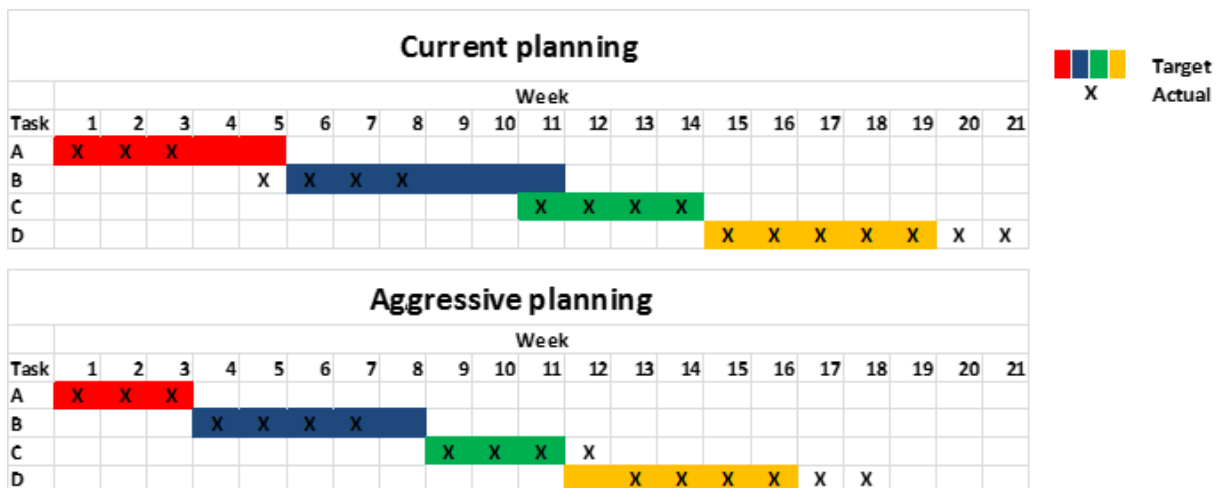 Current planning
Target
Week
X Actual
Task 1 2 3 4 5 6 7 8 9 10 11 12 13 14 15 16 17 18 19 20 21
A X X X
B X X X X
C X X X X
D X X X X X X X
Aggressive planning
Week
Task 1 2 3 4 5 6 7 8 9 10 11 12 13 14 15 16 17 18 19 20 21
A X X X
B X X X X
C X X X X
D X X X X X X